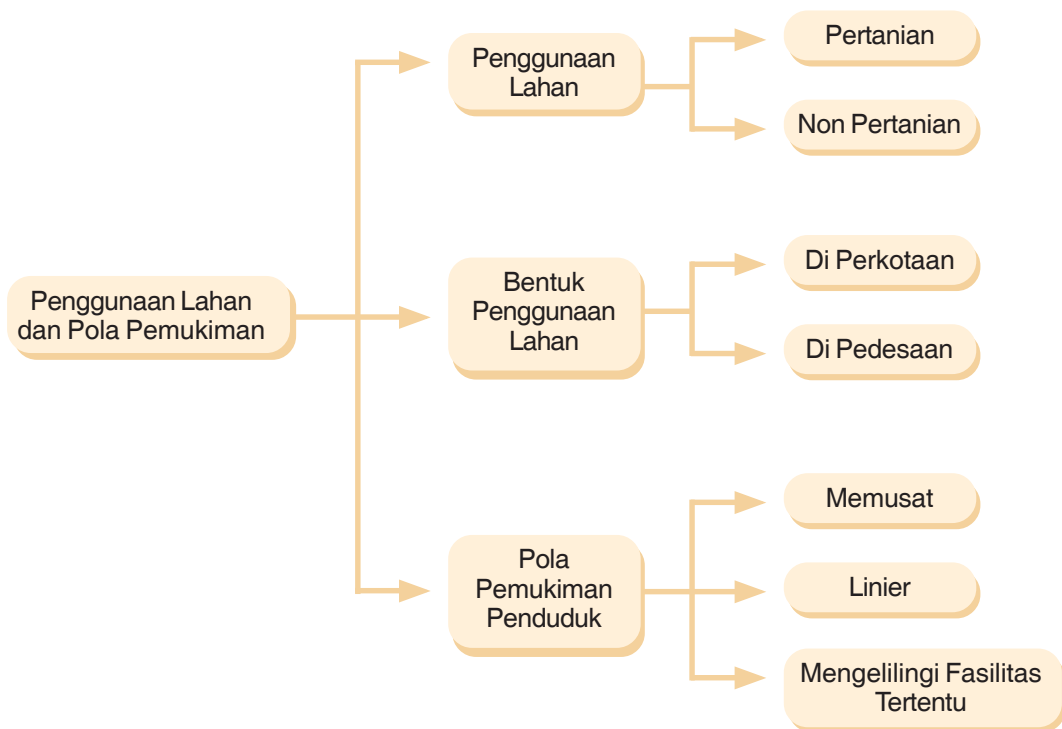 Penggunaan Lahan
dan Pola Pemukiman
Penggunaan
Lahan
Pertanian
Non Pertanian
Bentuk
Penggunaan
Lahan
Di Perkotaan
Di Pedesaan
Pola
Pemukiman
Penduduk
Memusat
Linier
Mengelilingi Fasilitas
Tertentu